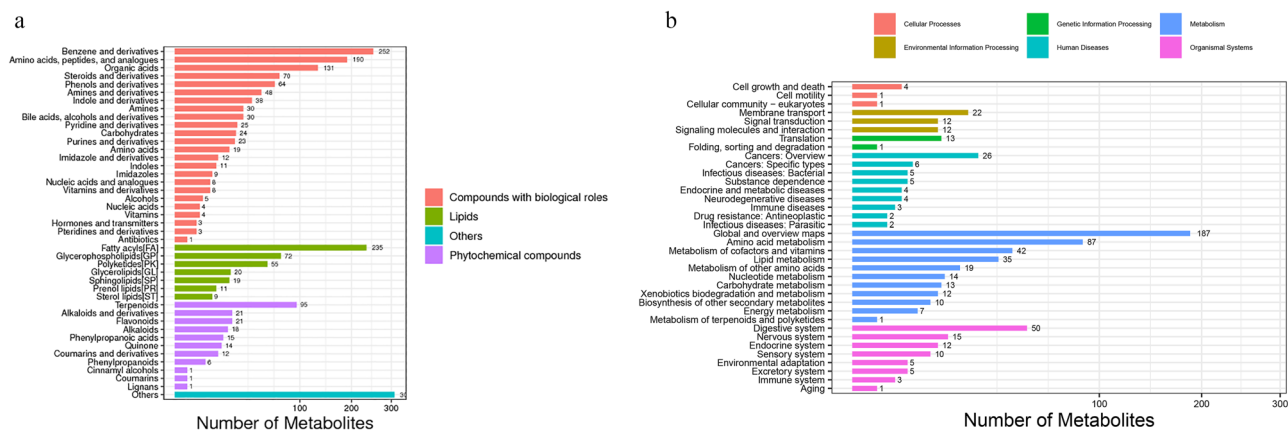 a
Benzene and derivatives 252
Amino acids, peptides, and analogues 190
Organic acids 131
Steroids and derivatives 70
Phenols and derivatives 64
Amines and derivatives 48
Indole and derivatives 38
Amines 30
Bile acids, alcohols and derivatives 30
Pyridine and derivatives 25
Carbohydrates 24
Purines and derivatives 23
Amino acids 19
Imidazole and derivatives 12
Indoles 11
Imidazoles 9
Nucleic acids and analogues
Vitamins and derivatives
Alcohols 5
Nucleic acids 4
Vitamins 4
Hormones and transmitters 3
Pteridines and derivatives 3
Antibiotics 1
Fatty acyls[FA] 235
Glycerophospholipids[GP] 72
Polyketides[PK] 55
Glycerolipids[GL] 20
Sphingolipids[SP] 19
Prenol lipids[PR] 11
Sterol lipids[ST] 9
Terpenoids 95
Alkaloids and derivatives 21
Flavonoids 21
Alkaloids 18
Phenylpropanoic acids 15
Quinone 14
Coumarins and derivatives 12
Phenylpropanoids 6
Cinnamyl alcohols 1
Coumarins 1
Lignans 1
Others
100 200 300
Number of Metabolites
Compounds with biological roles
Lipids
Others
Phytochemical compounds
b
Cellular Processes Genetic Information Processing Metabolism
Environmental Information Processing Human Diseases Organismal Systems
Cell growth and death 4
Cell motility 1
Cellular community − eukaryotes 1
Membrane transport 22
Signal transduction 12
Signaling molecules and interaction 12
Translation 13
Folding, sorting and degradation 1
Cancers: Overview 26
Cancers: Specific types 6
Infectious diseases: Bacterial 5
Substance dependence 5
Endocrine and metabolic diseases 4
Neurodegenerative diseases 4
Immune diseases 3
Drug resistance: Antineoplastic 2
Infectious diseases: Parasitic 2
Global and overview maps 187
Amino acid metabolism 87
Metabolism of cofactors and vitamins 42
Lipid metabolism 35
Metabolism of other amino acids 19
Nucleotide metabolism 14
Carbohydrate metabolism 13
Xenobiotics biodegradation and metabolism 12
Biosynthesis of other secondary metabolites 10
Energy metabolism 7
Metabolism of terpenoids and polyketides 1
Digestive system 50
Nervous system 15
Endocrine system 12
Sensory system 10
Environmental adaptation 5
Excretory system 5
Immune system 3
Aging 1
100 200 300
Number of Metabolites